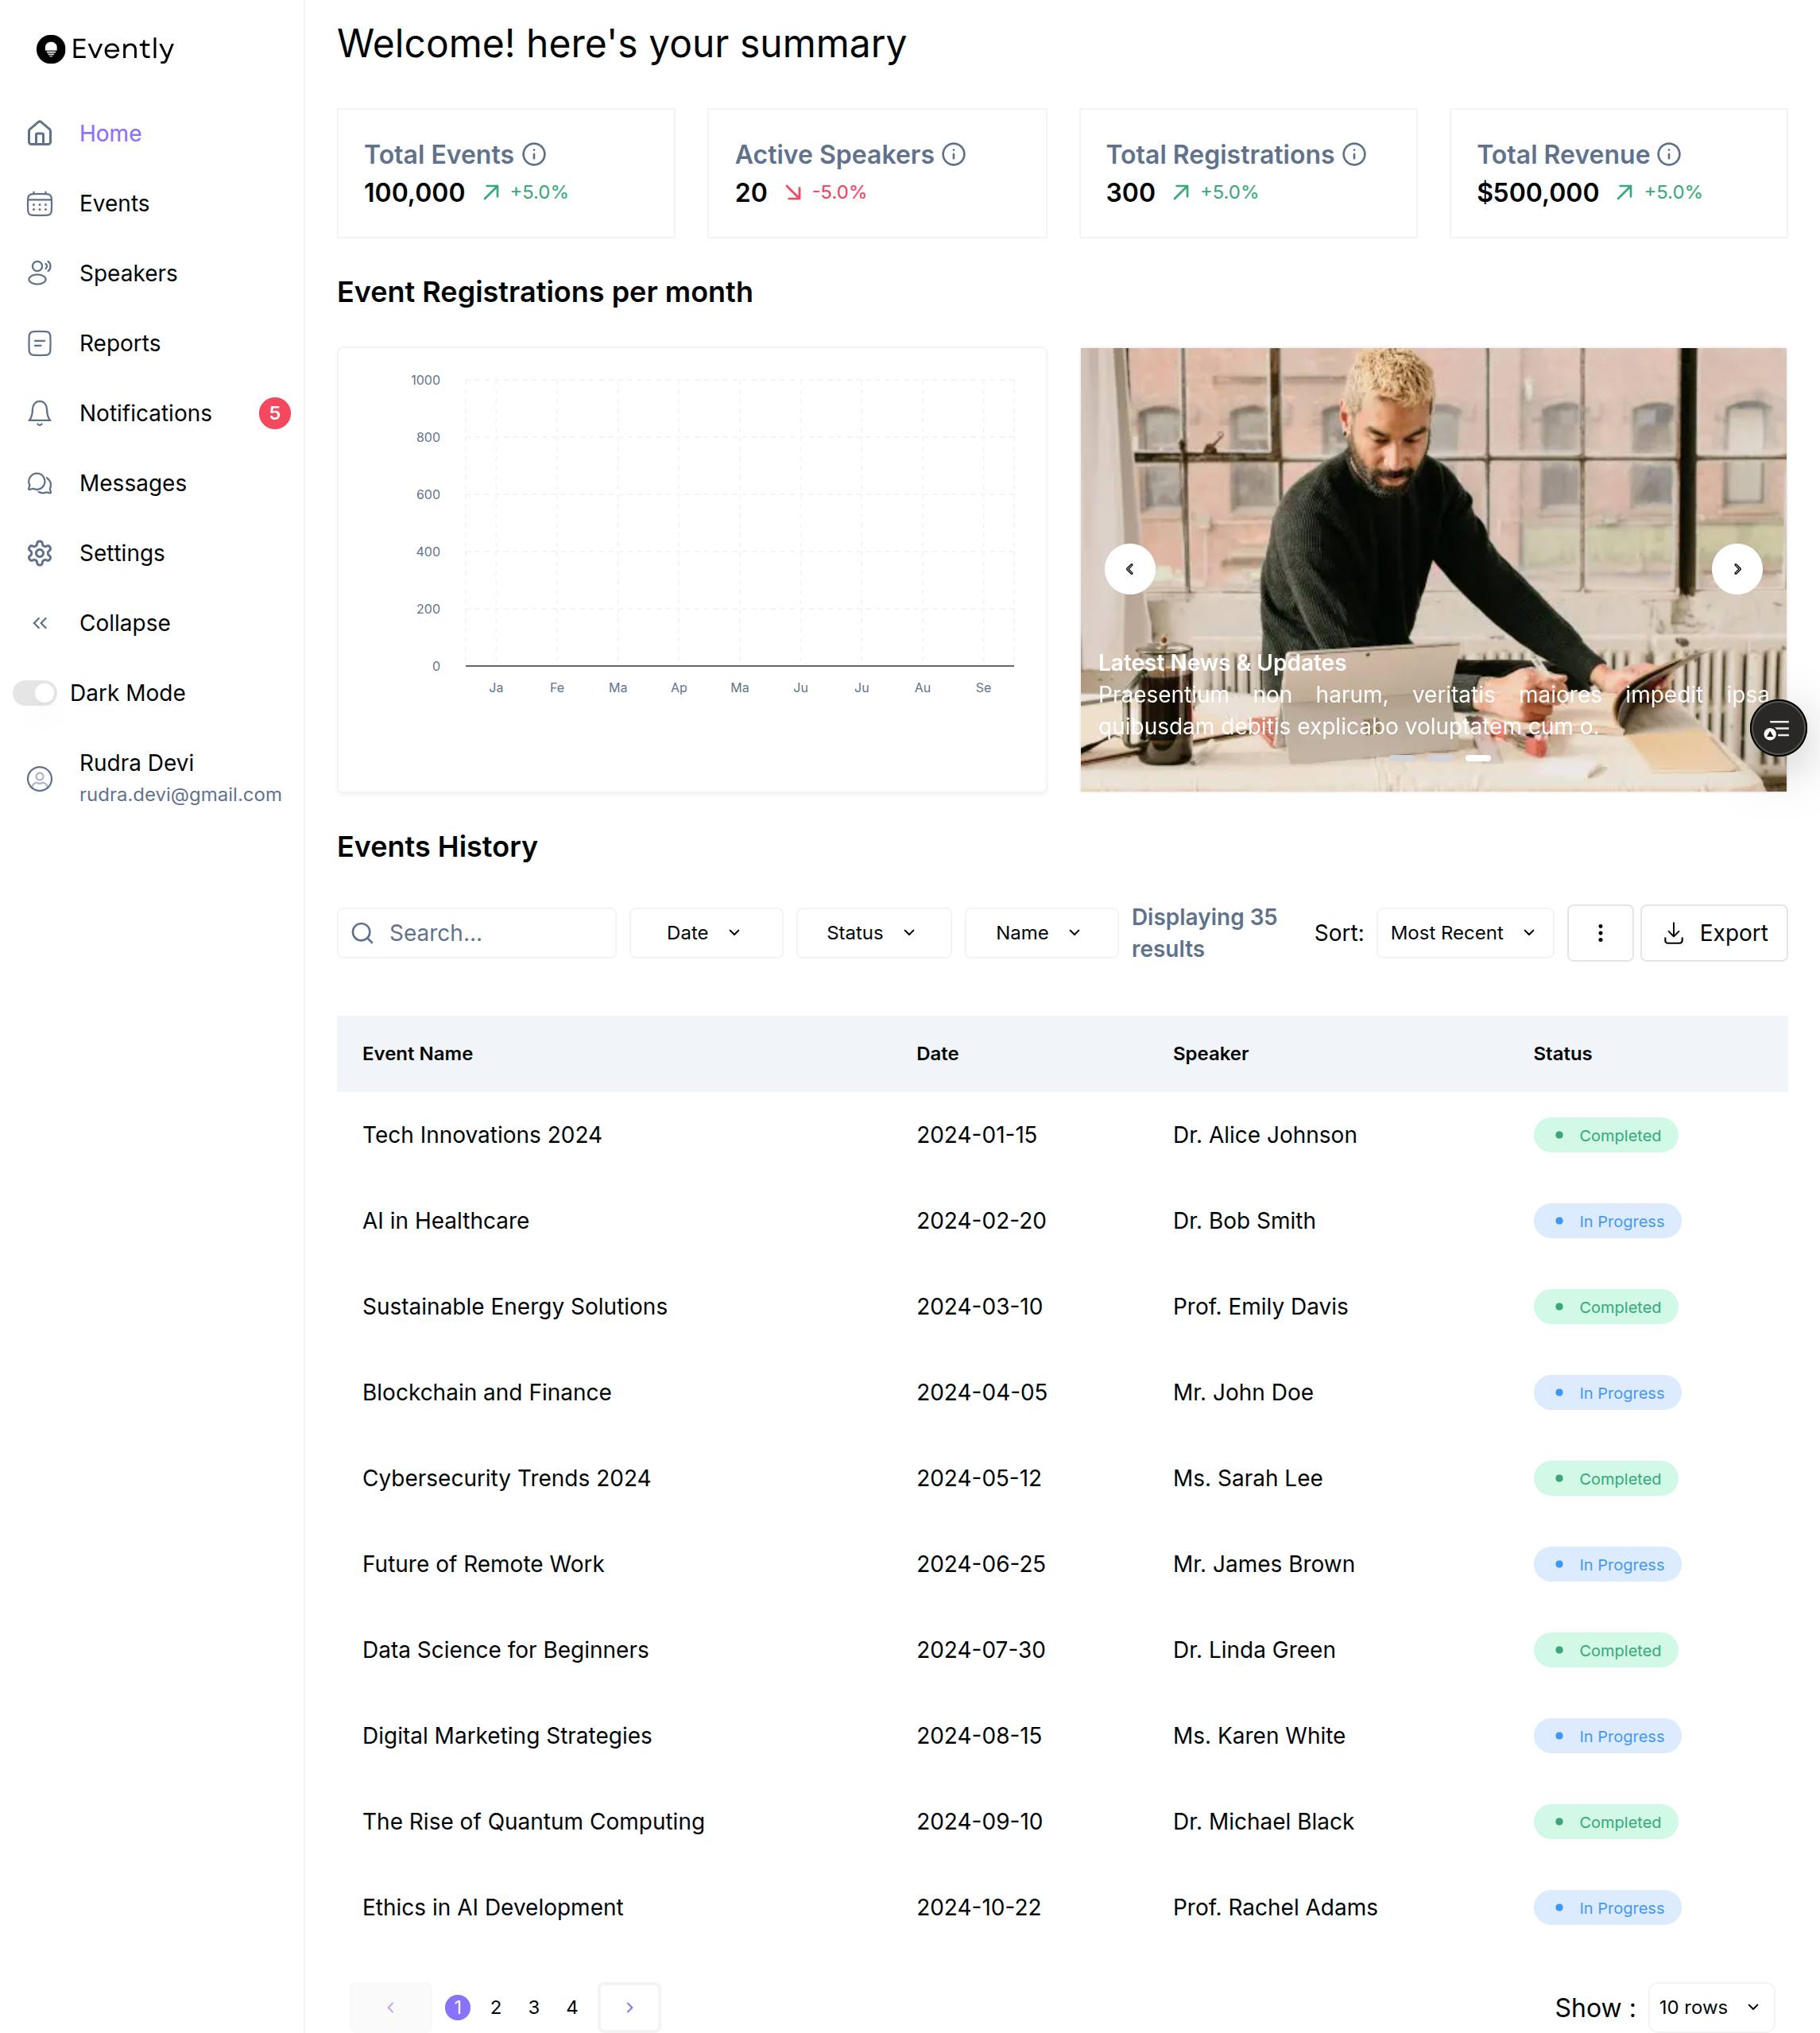 Evently
Home
Events
Speakers
Reports
Notifications 5
Messages
Settings
Collapse
Dark Mode
Rudra Devi
rudra.devi@gmail.com
Welcome! here's your summary
Total Events
100,000 +5.0%
Active Speakers
20 -5.0%
Total Registrations
300 +5.0%
Total Revenue
$500,000 +5.0%
Event Registrations per month
1000
800
600
400
200
0
Ja Fe Ma Ap Ma Ju Ju Au Se
Latest News & Updates
Praesentium non harum, veritatis maiores impedit ipsa
quibusdam debitis explicabo voluptatem cum o.
Events History
Search...
Date
Status
Name
Displaying 35
results
Sort: Most Recent
Export
Event Name Date Speaker Status
Tech Innovations 2024 2024-01-15 Dr. Alice Johnson Completed
AI in Healthcare 2024-02-20 Dr. Bob Smith In Progress
Sustainable Energy Solutions 2024-03-10 Prof. Emily Davis Completed
Blockchain and Finance 2024-04-05 Mr. John Doe In Progress
Cybersecurity Trends 2024 2024-05-12 Ms. Sarah Lee Completed
Future of Remote Work 2024-06-25 Mr. James Brown In Progress
Data Science for Beginners 2024-07-30 Dr. Linda Green Completed
Digital Marketing Strategies 2024-08-15 Ms. Karen White In Progress
The Rise of Quantum Computing 2024-09-10 Dr. Michael Black Completed
Ethics in AI Development 2024-10-22 Prof. Rachel Adams In Progress
1 2 3 4
Show : 10 rows